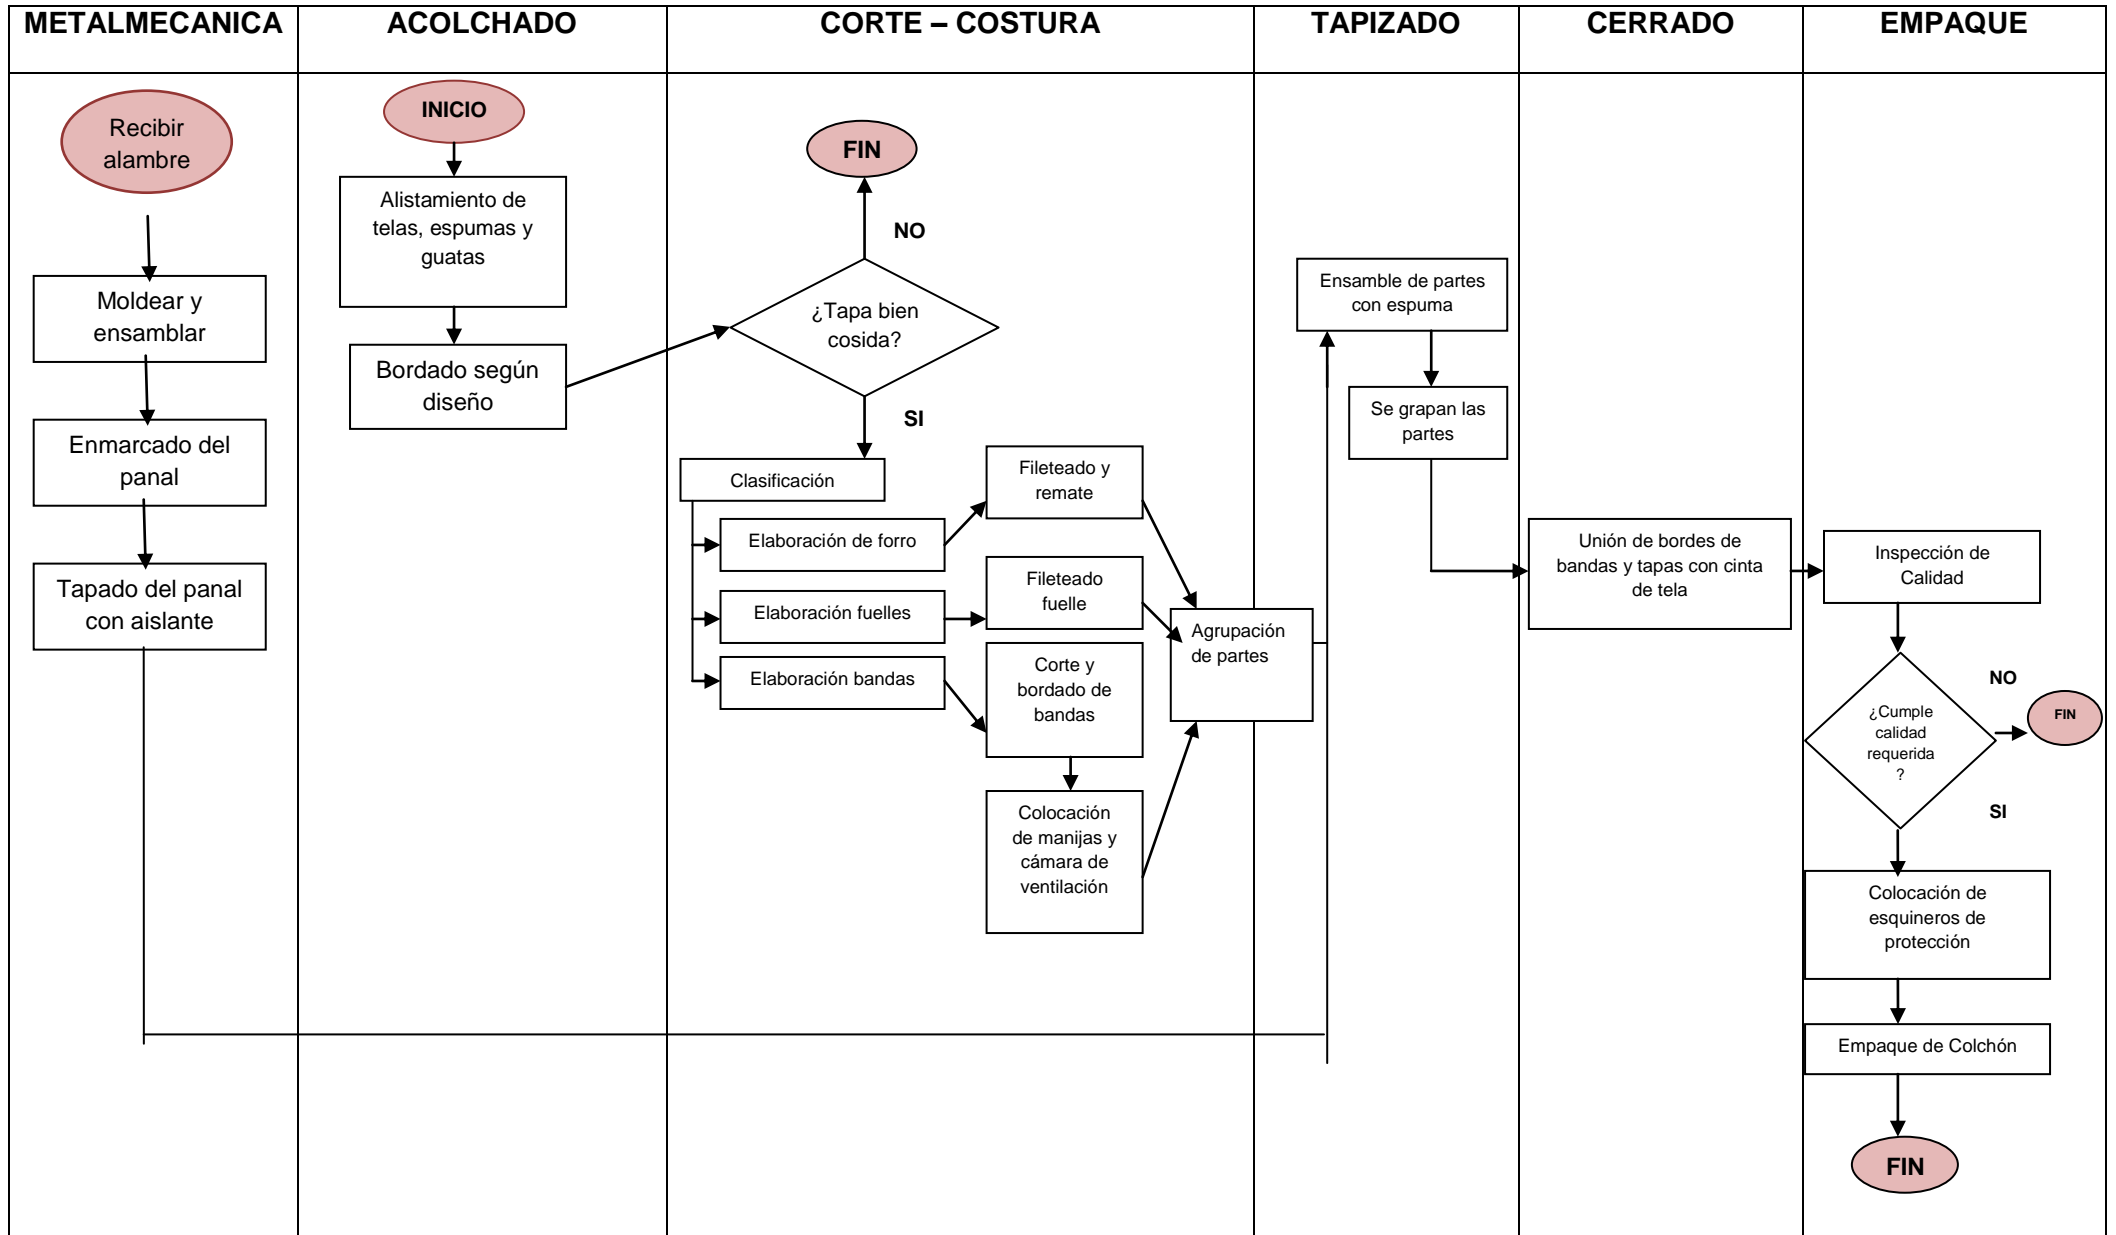 METALMECANICA
ACOLCHADO
CORTE – COSTURA
TAPIZADO
CERRADO
EMPAQUE
Recibir
alambre
Moldear y
ensamblar
Enmarcado del
panal
Tapado del panal
con aislante
INICIO
Alistamiento de
telas, espumas y
guatas
Bordado según
diseño
FIN
NO
¿Tapa bien
cosida?
SI
Clasificación
Elaboración de forro
Elaboración fuelles
Elaboración bandas
Fileteado y
remate
Fileteado
fuelle
Corte y
bordado de
bandas
Colocación
de manijas y
cámara de
ventilación
Agrupación
de partes
Ensamble de partes
con espuma
Se grapan las
partes
Unión de bordes de
bandas y tapas con cinta
de tela
Inspección de
Calidad
NO
FIN
¿Cumple
calidad
requerida
?
SI
Colocación de
esquineros de
protección
Empaque de Colchón
FIN